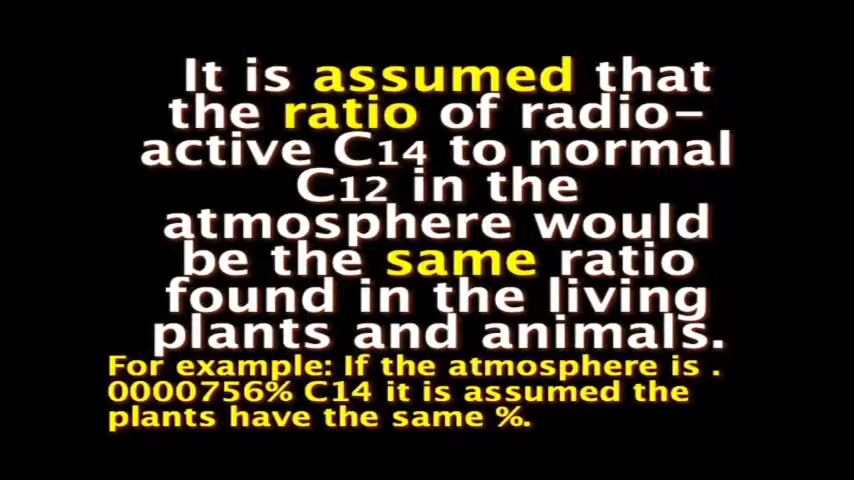 It is assumed that
the ratio of radio-
active C14 to normal
C12 in the
atmosphere would
be the same ratio
found in the living
plants and animals.
For example: If the atmosphere is .
0000756% C14 it is assumed the
plants have the same %.